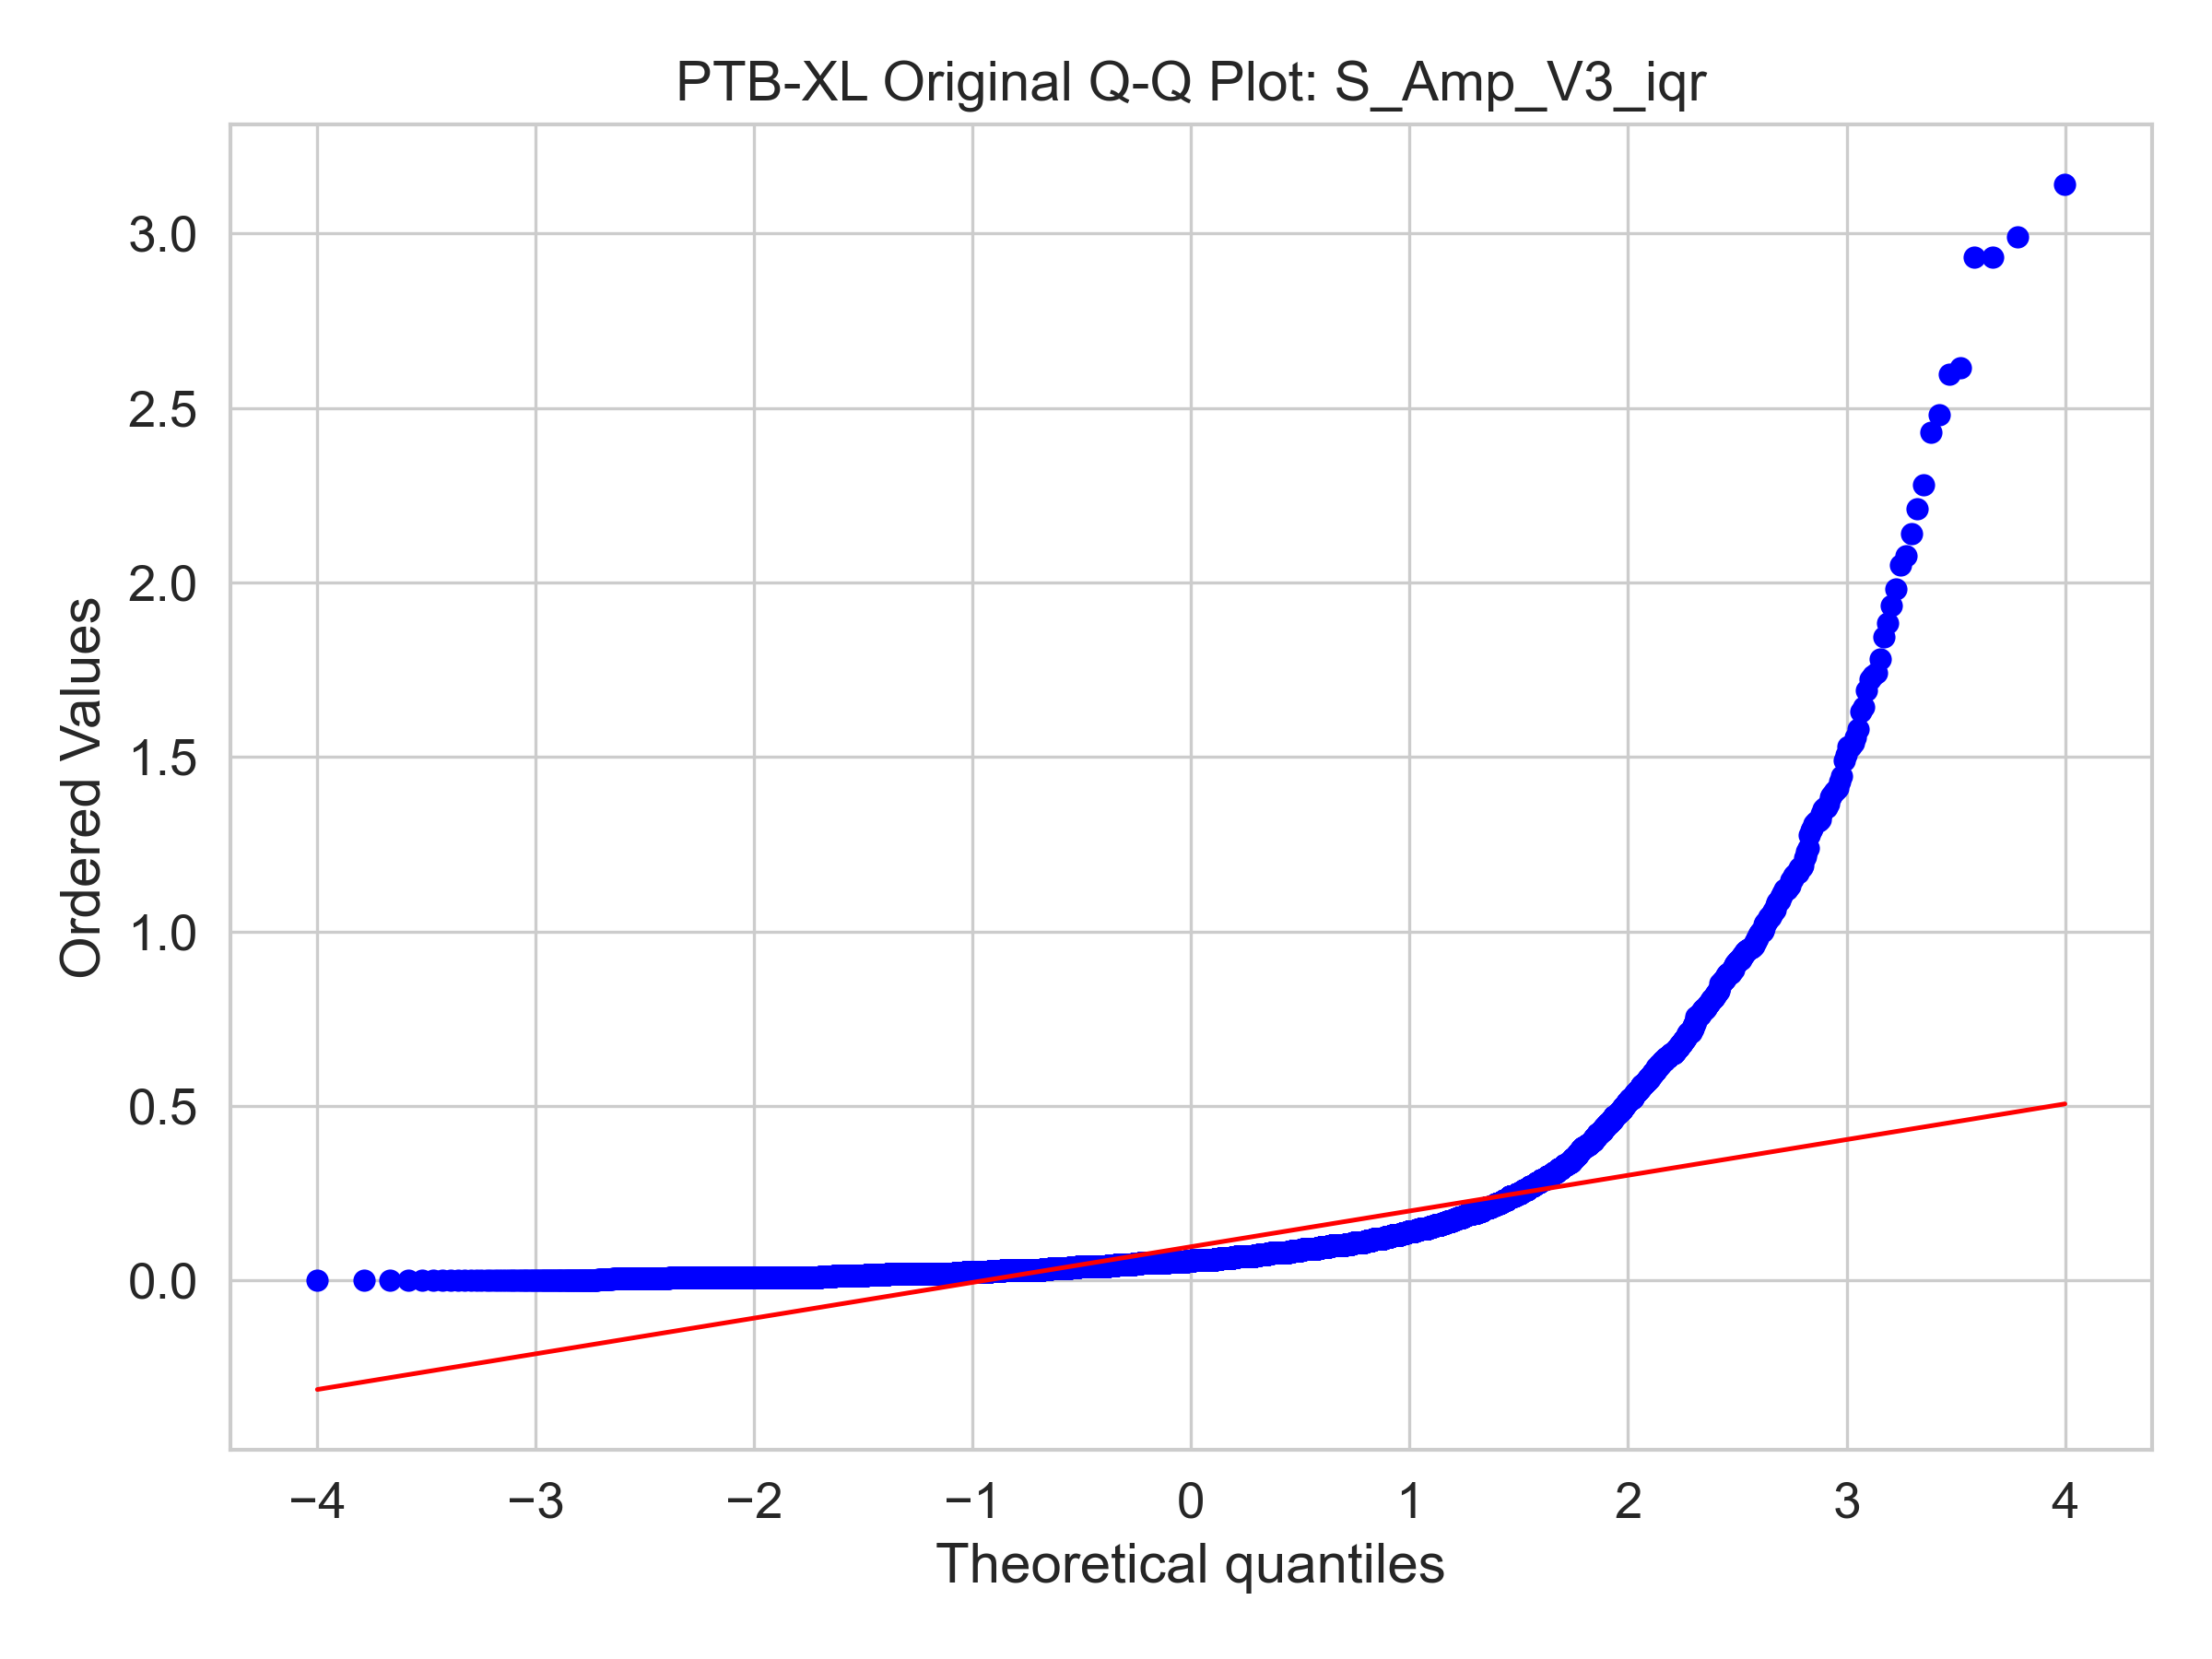 PTB-XL Original Q-Q Plot: S_Amp_V3_iqr
Ordered Values
3.0
2.5
2.0
1.5
1.0
0.5
0.0
−4 −3 −2 −1 0 1 2 3 4
Theoretical quantiles